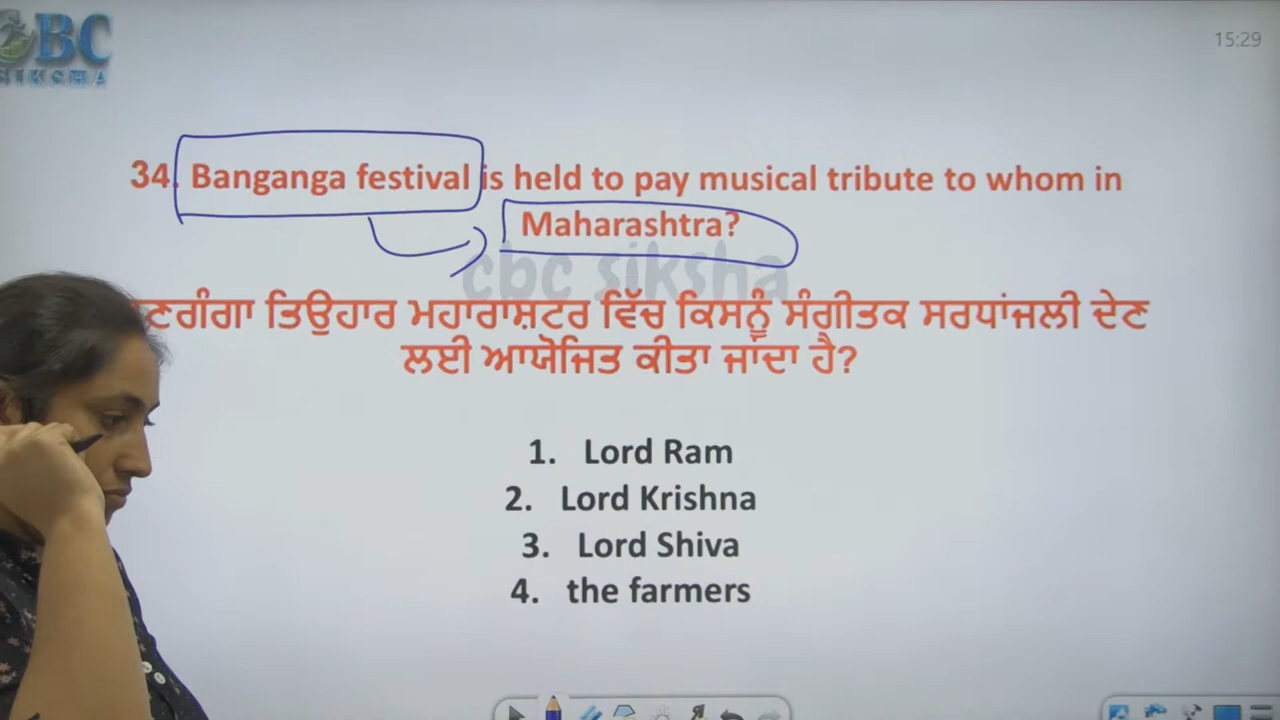 BC
SIKSHA
15:29
34. Banganga festival is held to pay musical tribute to whom in
Maharashtra?
cbc siksha
ਤਿਉਹਾਰ ਮਹਾਰਾਸ਼ਟਰ ਵਿੱਚ ਕਿਸਨੂੰ ਸੰਗੀਤਕ ਸਰਧਾਂਜਲੀ ਦੇਣ
ਲਈ ਆਯੋਜਿਤ ਕੀਤਾ ਜਾਂਦਾ ਹੈ?
1. Lord Ram
2. Lord Krishna
3. Lord Shiva
4. the farmers